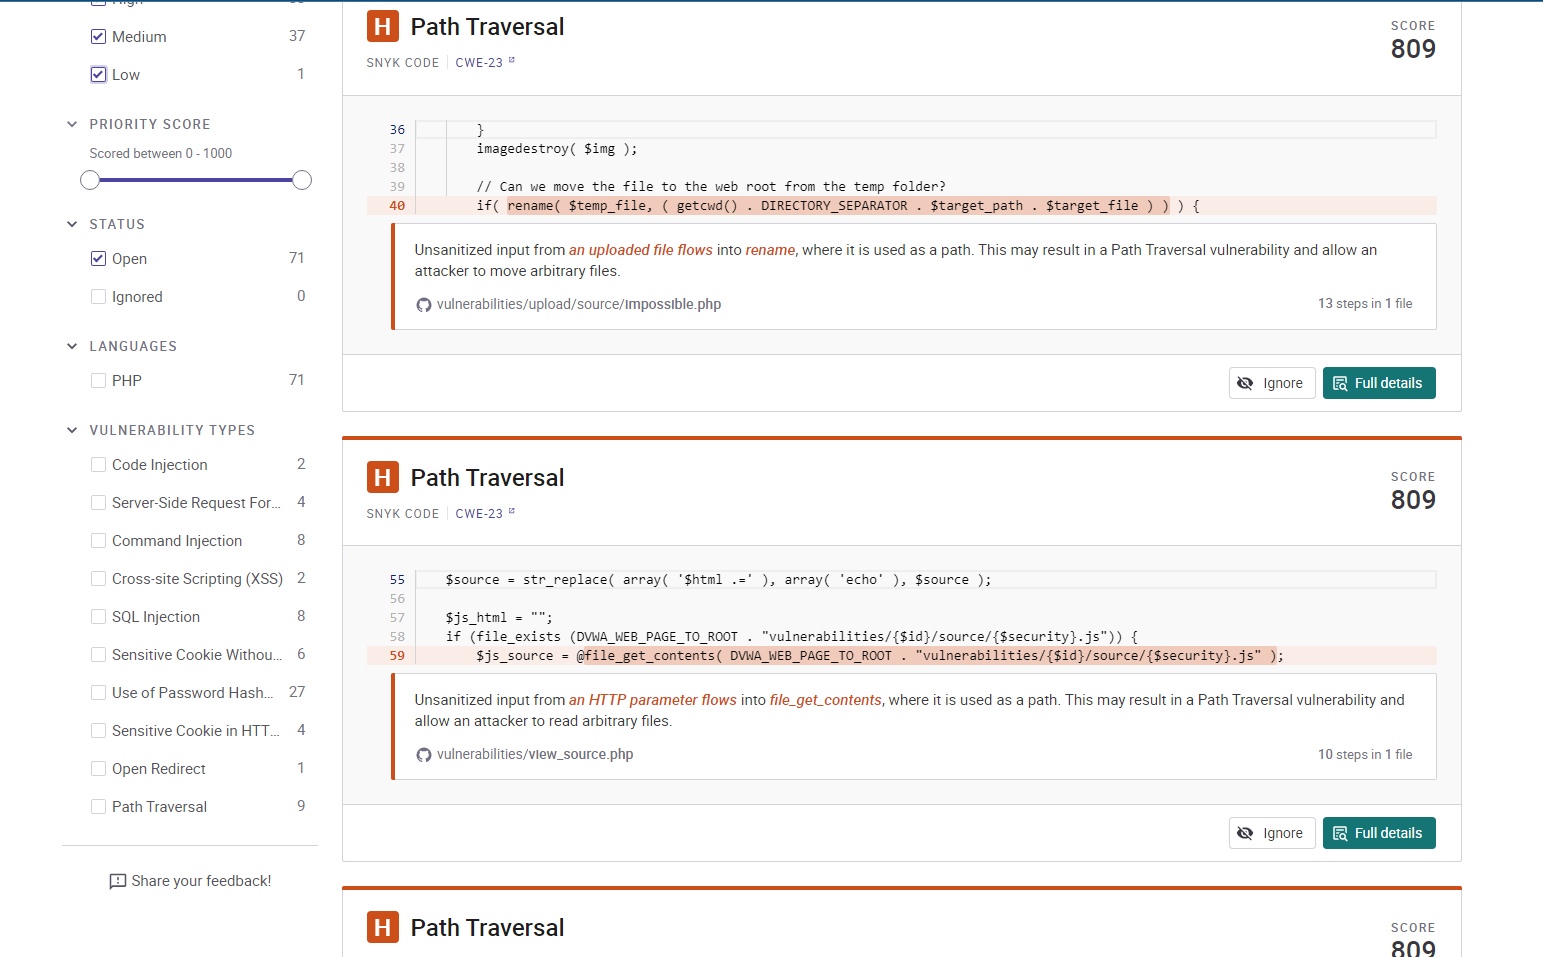 Medium 37
Low 1
PRIORITY SCORE
Scored between 0 - 1000
STATUS
Open 71
Ignored 0
LANGUAGES
PHP 71
VULNERABILITY TYPES
Code Injection 2
Server-Side Request For... 4
Command Injection 8
Cross-site Scripting (XSS) 2
SQL Injection 8
Sensitive Cookie Withou... 6
Use of Password Hash... 27
Sensitive Cookie in HTT... 4
Open Redirect 1
Path Traversal 9
Share your feedback!
H Path Traversal
SCORE
809
SNYK CODE CWE-23
36 }
37 imagedestroy( $img );
38
39 // Can we move the file to the web root from the temp folder?
40 if( rename( $temp_file, ( getcwd() . DIRECTORY_SEPARATOR . $target_path . $target_file ) ) ) {
Unsanitized input from an uploaded file flows into rename, where it is used as a path. This may result in a Path Traversal vulnerability and allow an
attacker to move arbitrary files.
vulnerabilities/upload/source/impossible.php 13 steps in 1 file
Ignore Full details
H Path Traversal
SCORE
809
SNYK CODE CWE-23
55 $source = str_replace( array( '$html .=' ), array( 'echo' ), $source );
56
57 $js_html = "";
58 if (file_exists (DVWA_WEB_PAGE_TO_ROOT . "vulnerabilities/{$id}/source/{$security}.js")) {
59 $js_source = @file_get_contents( DVWA_WEB_PAGE_TO_ROOT . "vulnerabilities/{$id}/source/{$security}.js" );
Unsanitized input from an HTTP parameter flows into file_get_contents, where it is used as a path. This may result in a Path Traversal vulnerability and
allow an attacker to read arbitrary files.
vulnerabilities/view_source.php 10 steps in 1 file
Ignore Full details
H Path Traversal
SCORE
809